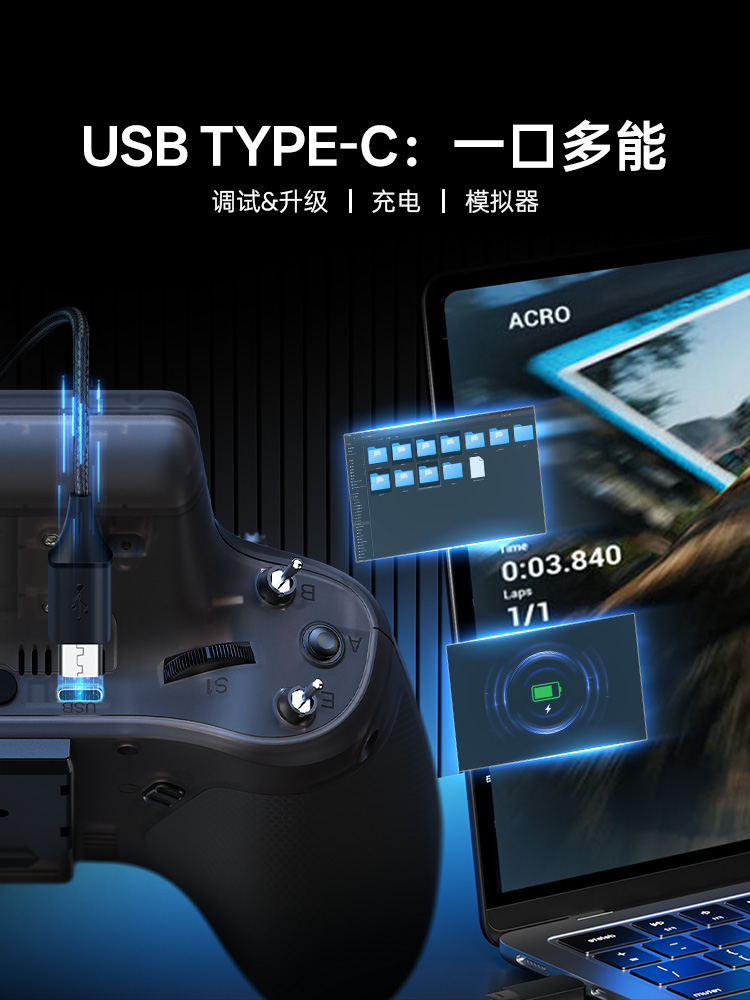 USB TYPE-C：一口多能
调试&升级 | 充电 | 模拟器
ACRO
Time
0:03.840
Laps
1/1
B
A
S1
E
USB